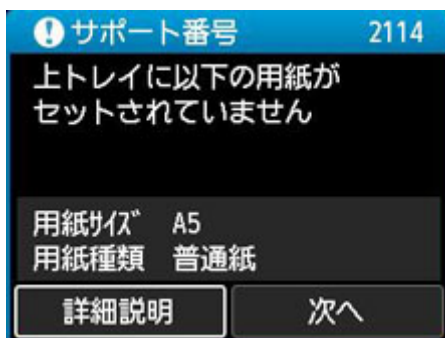 サポート番号 2114
上トレイに以下の用紙が
セットされていません
用紙ｻｲｽﾞ A5
用紙種類 普通紙
詳細説明 次へ